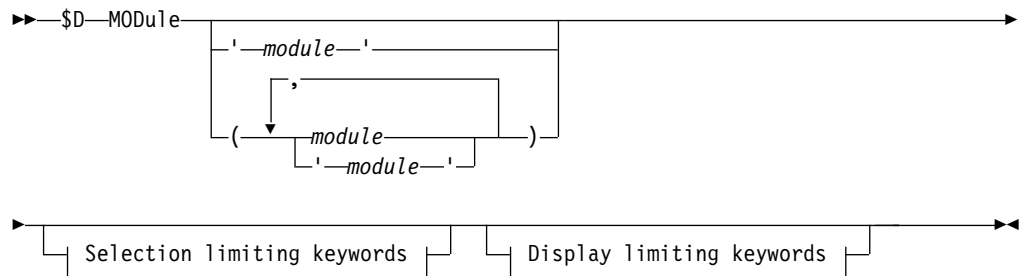 $D MODule
' module '
,
( module )
' module '
Selection limiting keywords Display limiting keywords